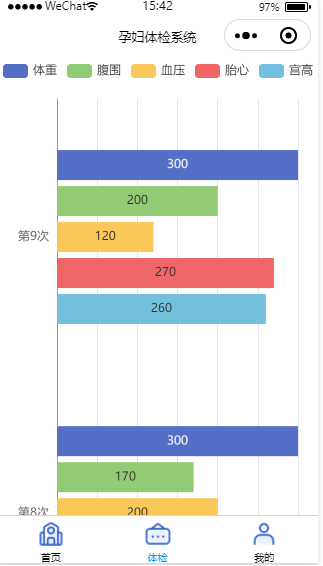 WeChat 15:42 97%
孕妇体检系统
体重 腹围 血压 胎心 宫高
300
200
第9次 120
270
260
300
170
第8次 200
首页 体检 我的